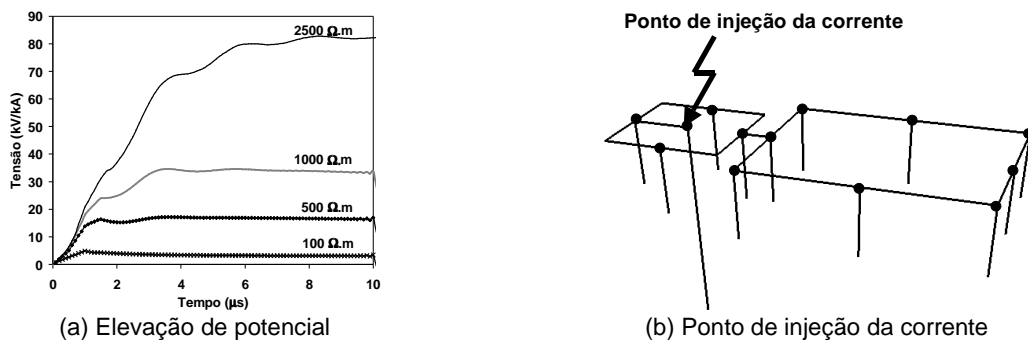 Tensão (kV/kA)
90
80
70
60
50
40
30
20
10
0
2500 Ω.m
1000 Ω.m
500 Ω.m
100 Ω.m
0 2 4 6 8 10
Tempo (µs)
(a) Elevação de potencial
Ponto de injeção da corrente
(b) Ponto de injeção da corrente